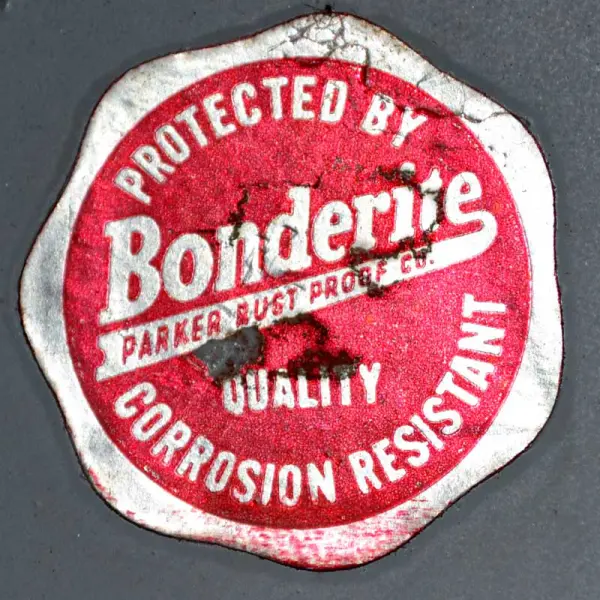 PROTECTED BY
Bonderite
PARKER RUST PROOF CO.
QUALITY
CORROSION RESISTANT